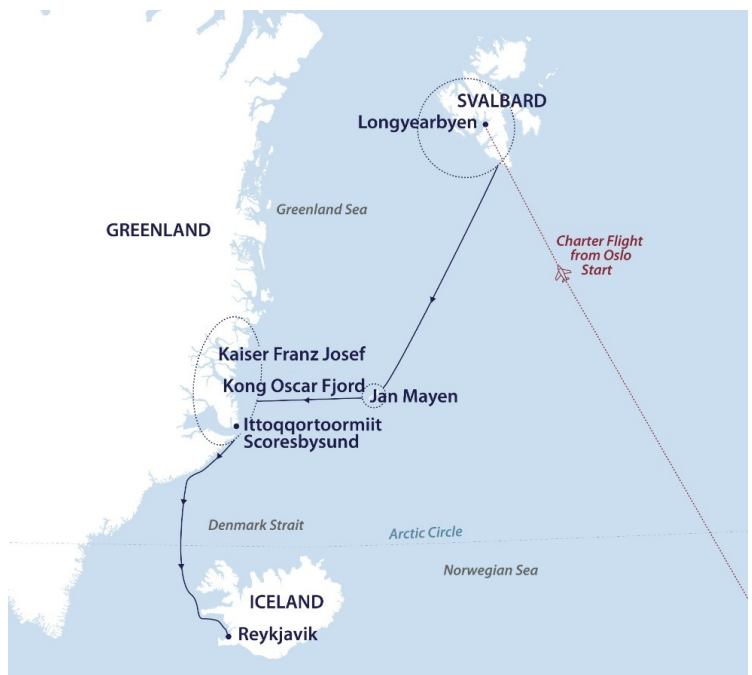 SVALBARD
Longyearbyen
Greenland Sea
GREENLAND
Charter Flight
from Oslo
Start
Kaiser Franz Josef
Kong Oscar Fjord
Jan Mayen
Ittoqqortoormiit
Scoresbysund
Denmark Strait
Arctic Circle
Norwegian Sea
ICELAND
Reykjavik